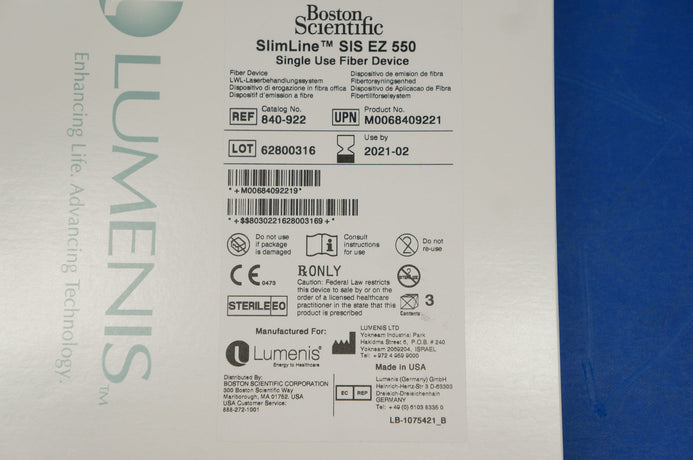 Boston
Scientific
SlimLine™ SIS EZ 550
Single Use Fiber Device
Fiber Device
LWL-Laserbehandlungssystem
Dispositivo di erogazione in fibra ottica
Dispositif d'émission à fibre
Dispositivo de emision de fibra
Fibertorsyningsenhed
Dispositivo de Aplicacao de Fibra
Fibertillforselsystem
REF Catalog No. 840-922
UPN Product No. M0068409221
LOT 62800316
Use by 2021-02
*+M00684092219*
*+$$8030221628003169+*
Do not use
if package
is damaged
Consult
instructions
for use
Do not
re-use
CE 0473
RX ONLY
Caution: Federal Law restricts
this device to sale by or on the
order of a licensed healthcare
practitioner in the state that this
product is prescribed
STERILE EO
Contents 3
Manufactured For:
Lumenis®
Energy to Healthcare
LUMENIS LTD
Yokneam Industrial Park
Hakidma Street 6, P.O.B. # 240
Yokneam 2069204, ISRAEL
Tel: +972 4 959 9000
Made in USA
Distributed By:
BOSTON SCIENTIFIC CORPORATION
300 Boston Scientific Way
Marlborough, MA 01752, USA
USA Customer Service:
888-272-1001
EC REP
Lumenis (Germany) GmbH
Heinrich-Hertz-Str 3 D-63303
Dreieich-Dreieichenhain
GERMANY
Tel: +49 (0) 6103 8335 0
LB-1075421_B
LUMENIS™
Enhancing Life. Advancing Technology.